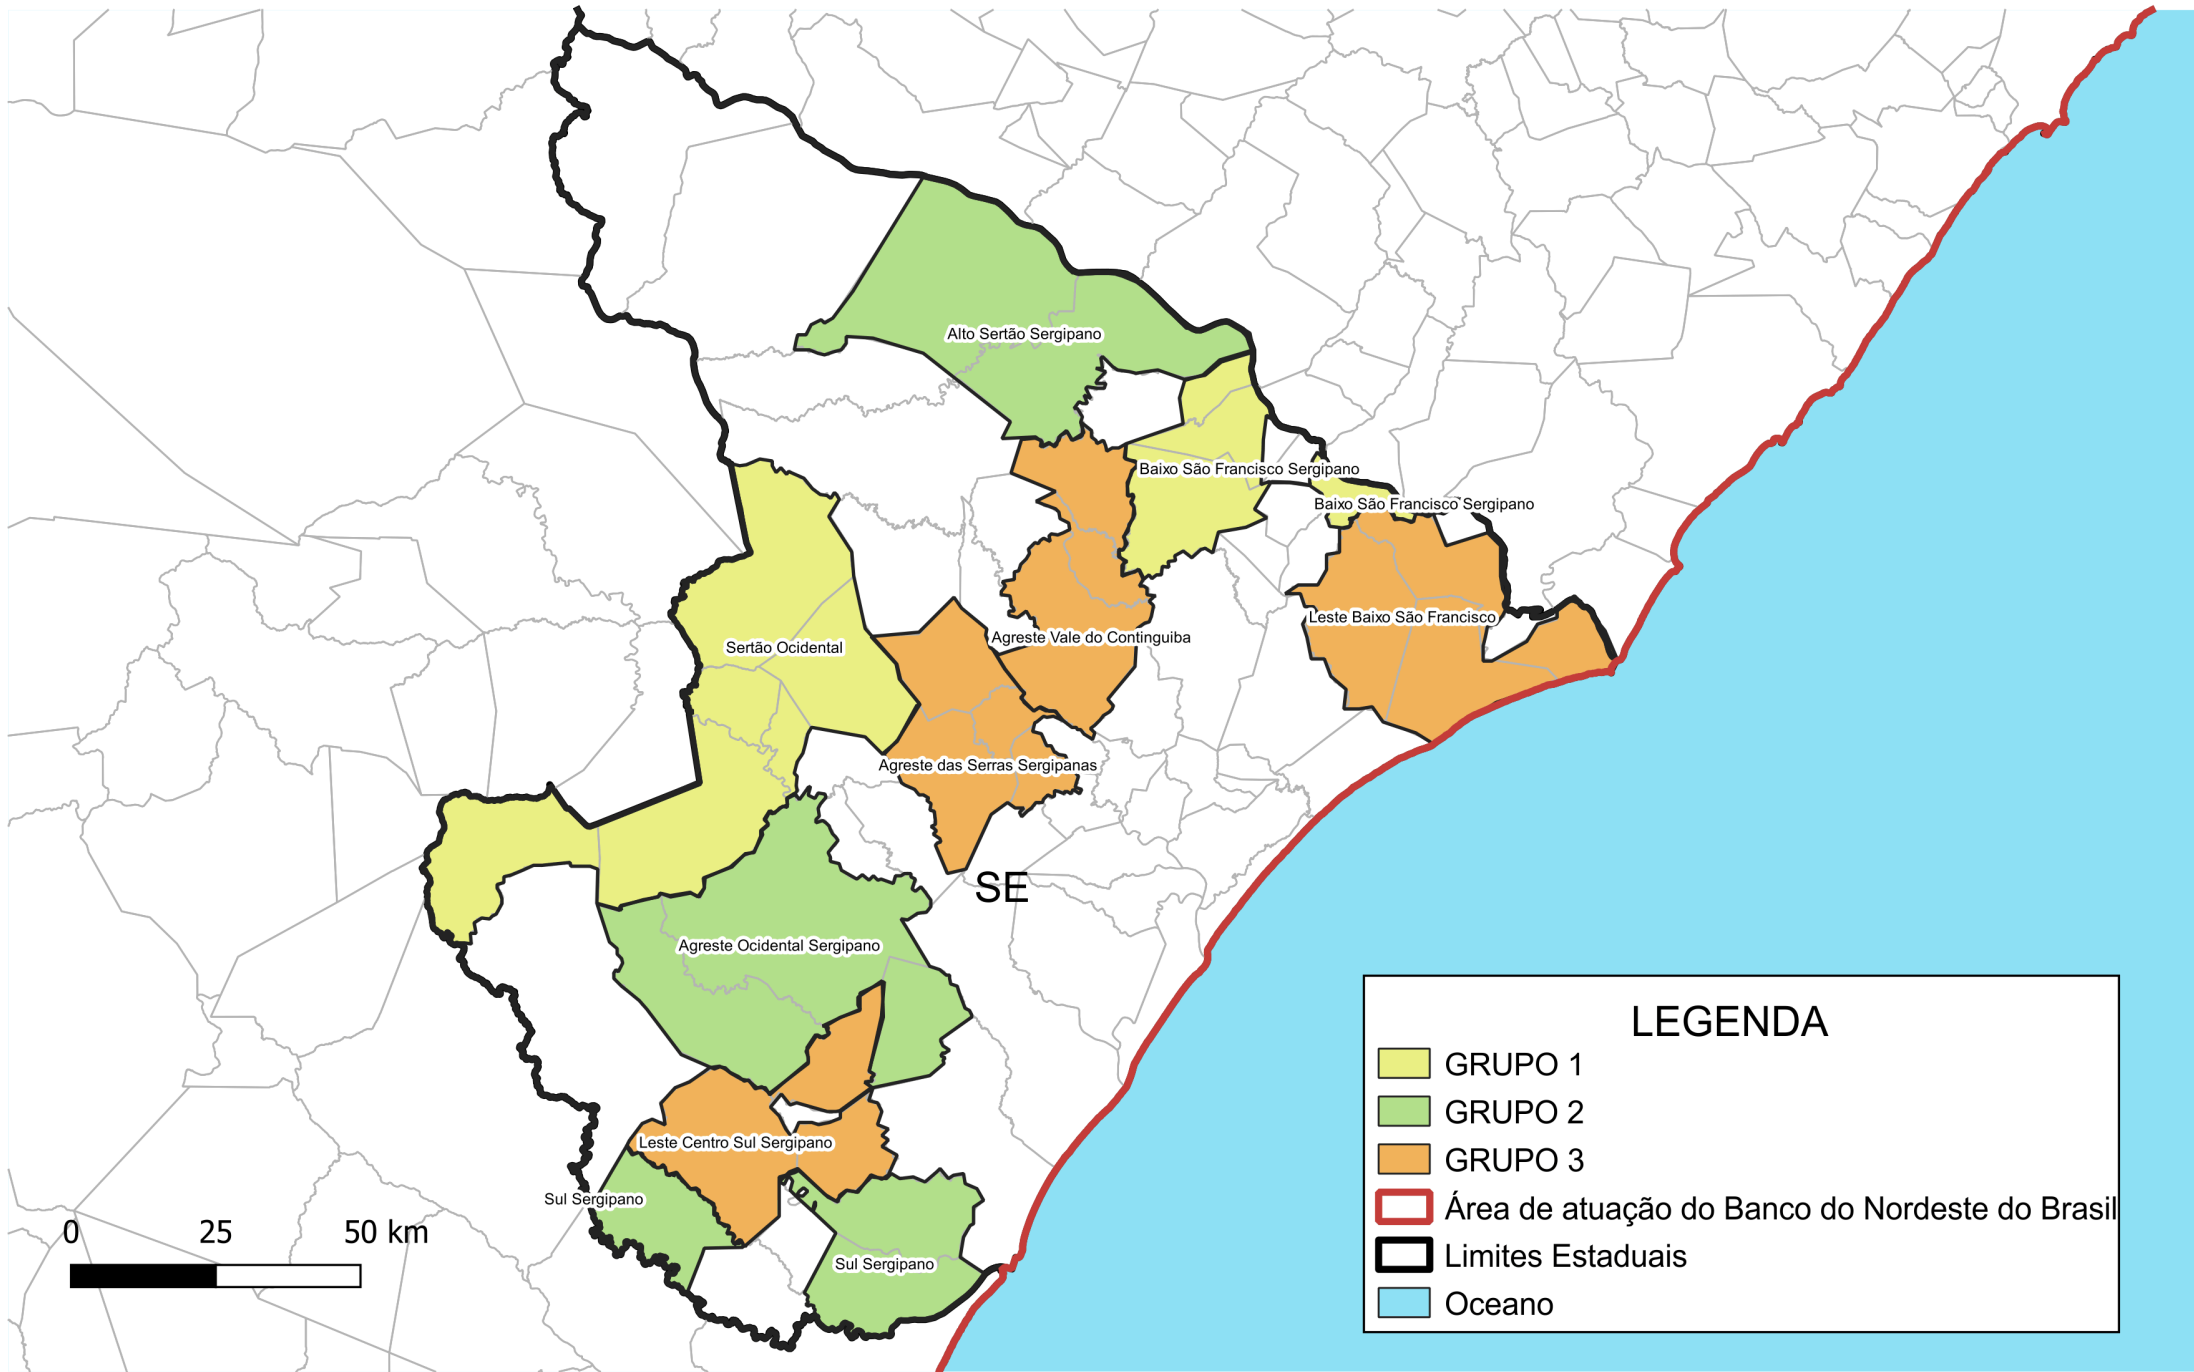 Alto Sertão Sergipano
Baixo São Francisco Sergipano
Baixo São Francisco Sergipano
Leste Baixo São Francisco
Agreste Vale do Continguiba
Sertão Ocidental
Agreste das Serras Sergipanas
SE
Agreste Ocidental Sergipano
Leste Centro Sul Sergipano
Sul Sergipano
Sul Sergipano
0 25 50 km
LEGENDA
GRUPO 1
GRUPO 2
GRUPO 3
Área de atuação do Banco do Nordeste do Brasil
Limites Estaduais
Oceano